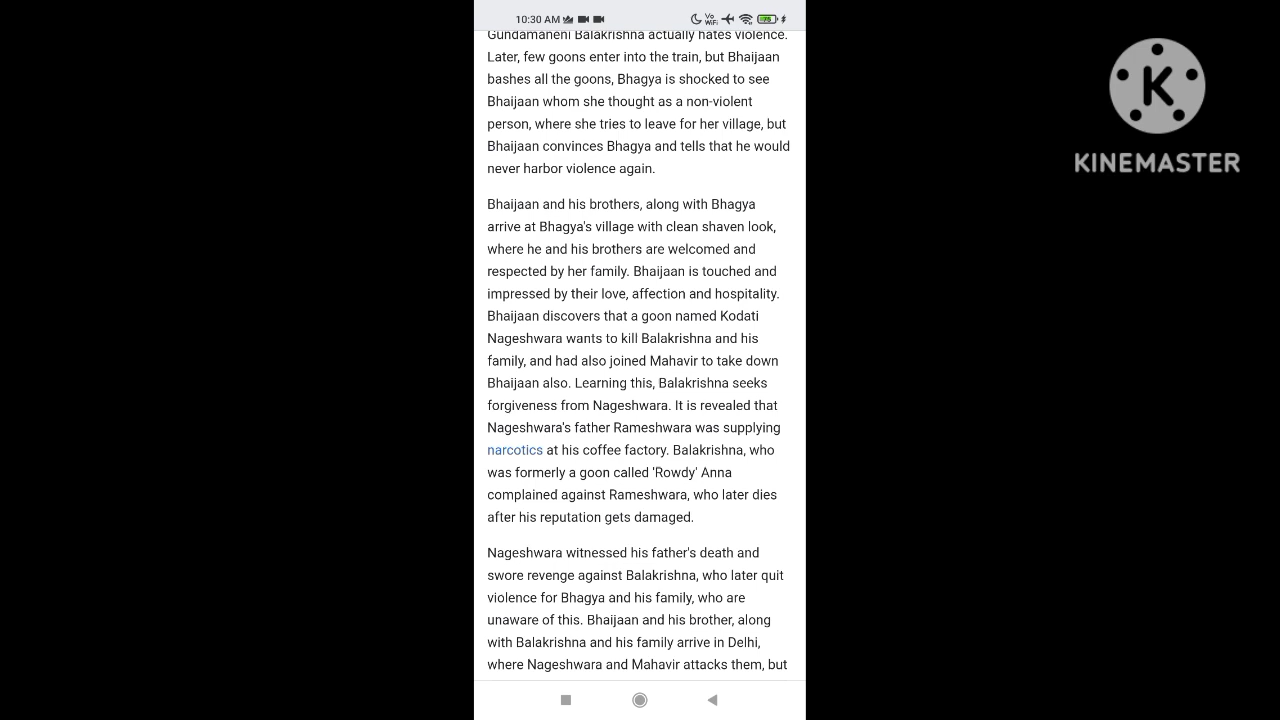 10:30 AM
Vo
WiFi
75
Gundamaneni Balakrishna actually hates violence.
Later, few goons enter into the train, but Bhaijaan
bashes all the goons, Bhagya is shocked to see
Bhaijaan whom she thought as a non-violent
person, where she tries to leave for her village, but
Bhaijaan convinces Bhagya and tells that he would
never harbor violence again.
Bhaijaan and his brothers, along with Bhagya
arrive at Bhagya's village with clean shaven look,
where he and his brothers are welcomed and
respected by her family. Bhaijaan is touched and
impressed by their love, affection and hospitality.
Bhaijaan discovers that a goon named Kodati
Nageshwara wants to kill Balakrishna and his
family, and had also joined Mahavir to take down
Bhaijaan also. Learning this, Balakrishna seeks
forgiveness from Nageshwara. It is revealed that
Nageshwara's father Rameshwara was supplying
narcotics at his coffee factory. Balakrishna, who
was formerly a goon called 'Rowdy' Anna
complained against Rameshwara, who later dies
after his reputation gets damaged.
Nageshwara witnessed his father's death and
swore revenge against Balakrishna, who later quit
violence for Bhagya and his family, who are
unaware of this. Bhaijaan and his brother, along
with Balakrishna and his family arrive in Delhi,
where Nageshwara and Mahavir attacks them, but
K
KINEMASTER